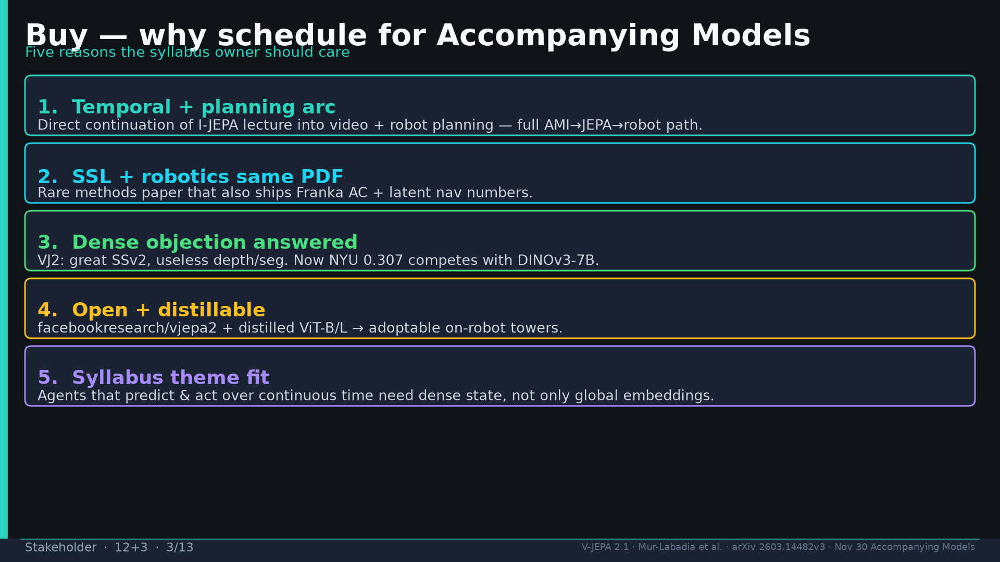 Buy — why schedule for Accompanying Models
Five reasons the syllabus owner should care
1. Temporal + planning arc
Direct continuation of I-JEPA lecture into video + robot planning — full AMI→JEPA→robot path.
2. SSL + robotics same PDF
Rare methods paper that also ships Franka AC + latent nav numbers.
3. Dense objection answered
VJ2: great SSv2, useless depth/seg. Now NYU 0.307 competes with DINOv3-7B.
4. Open + distillable
facebookresearch/vjepa2 + distilled ViT-B/L → adoptable on-robot towers.
5. Syllabus theme fit
Agents that predict & act over continuous time need dense state, not only global embeddings.
Stakeholder · 12+3 · 3/13
V-JEPA 2.1 · Mur-Labadia et al. · arXiv 2603.14482v3 · Nov 30 Accompanying Models